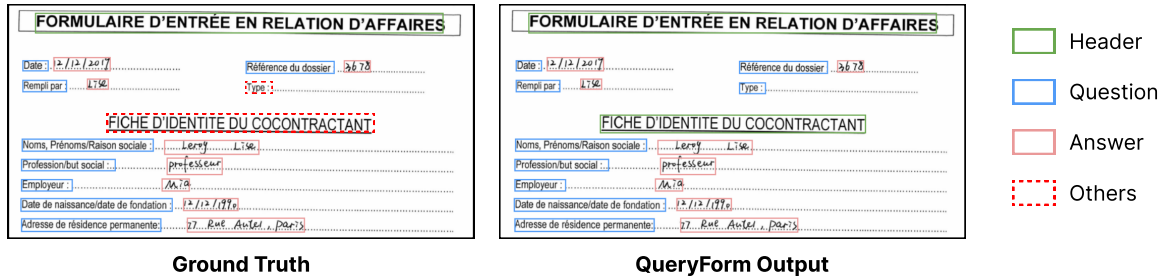 FORMULAIRE D'ENTRÉE EN RELATION D'AFFAIRES
Date : 12/12/2017 Référence du dossier 3678
Rempli par : Lise Type :
FICHE D'IDENTITE DU COCONTRACTANT
Noms, Prénoms/Raison sociale : Leroy Lise
Profession/but social : professeur
Employeur : Mia
Date de naissance/date de fondation : 12/12/1990
Adresse de résidence permanente: 27 Rue Antel, paris
Ground Truth
FORMULAIRE D'ENTRÉE EN RELATION D'AFFAIRES
Date : 12/12/2017 Référence du dossier 3678
Rempli par : Lise Type :
FICHE D'IDENTITE DU COCONTRACTANT
Noms, Prénoms/Raison sociale : Leroy Lise
Profession/but social : professeur
Employeur : Mia
Date de naissance/date de fondation : 12/12/1990
Adresse de résidence permanente: 27 Rue Antel, paris
QueryForm Output
Header
Question
Answer
Others